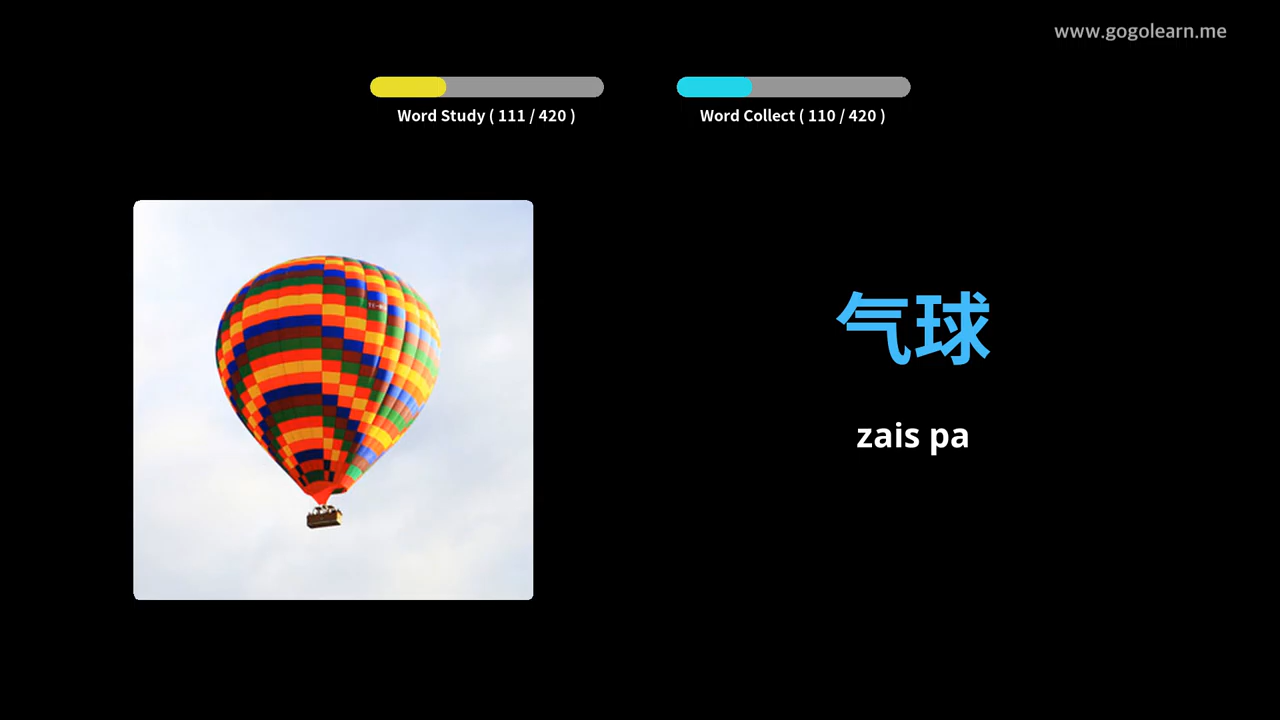 www.gogolearn.me
Word Study ( 111 / 420 )
Word Collect ( 110 / 420 )
气球
zais pa